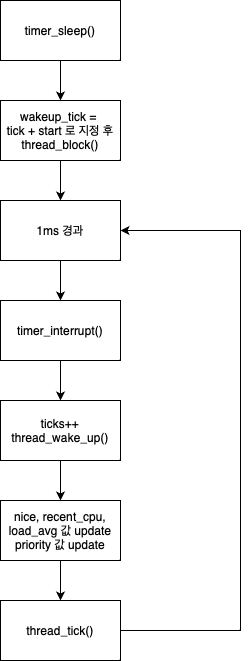 timer_sleep()
wakeup_tick =
tick + start 로 지정 후
thread_block()
1ms 경과
timer_interrupt()
ticks++
thread_wake_up()
nice, recent_cpu,
load_avg 값 update
priority 값 update
thread_tick()